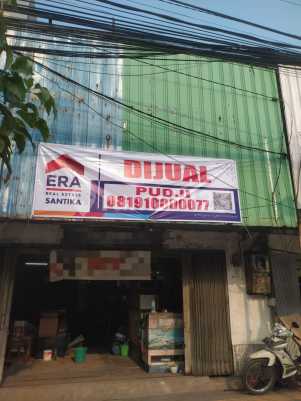 ERA
REAL ESTATE
SANTIKA
DIJUAL
PUDJI
081910000077